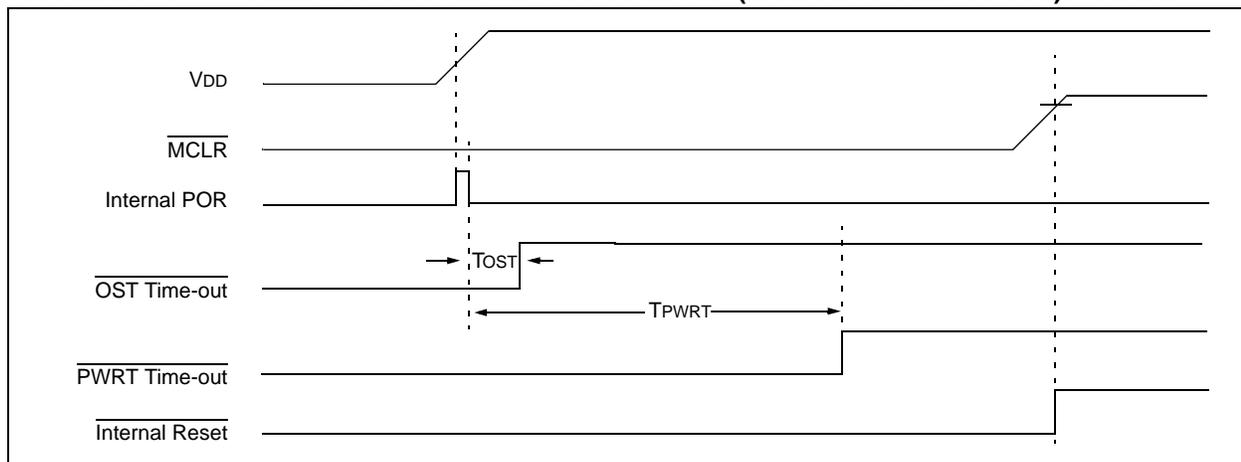 VDD
MCLR
Internal POR
TOST
OST Time-out
TPWRT
PWRT Time-out
Internal Reset